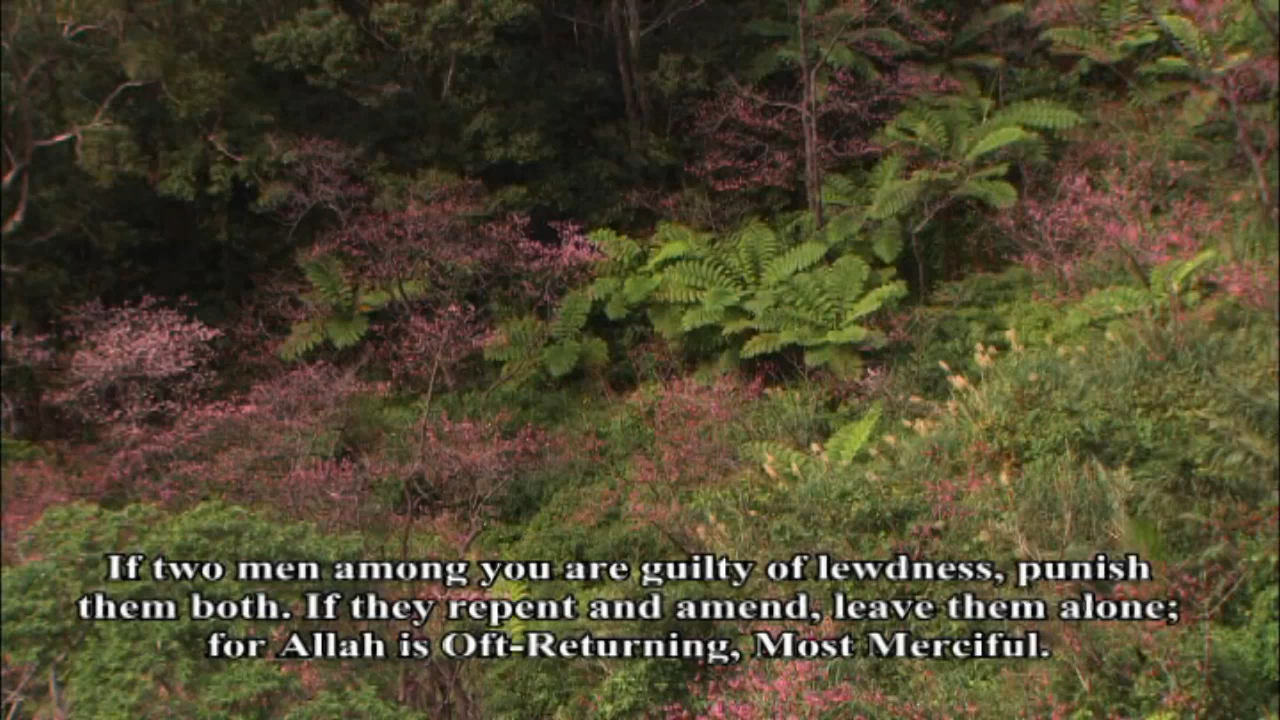 If two men among you are guilty of lewdness, punish
them both. If they repent and amend, leave them alone;
for Allah is Oft-Returning, Most Merciful.